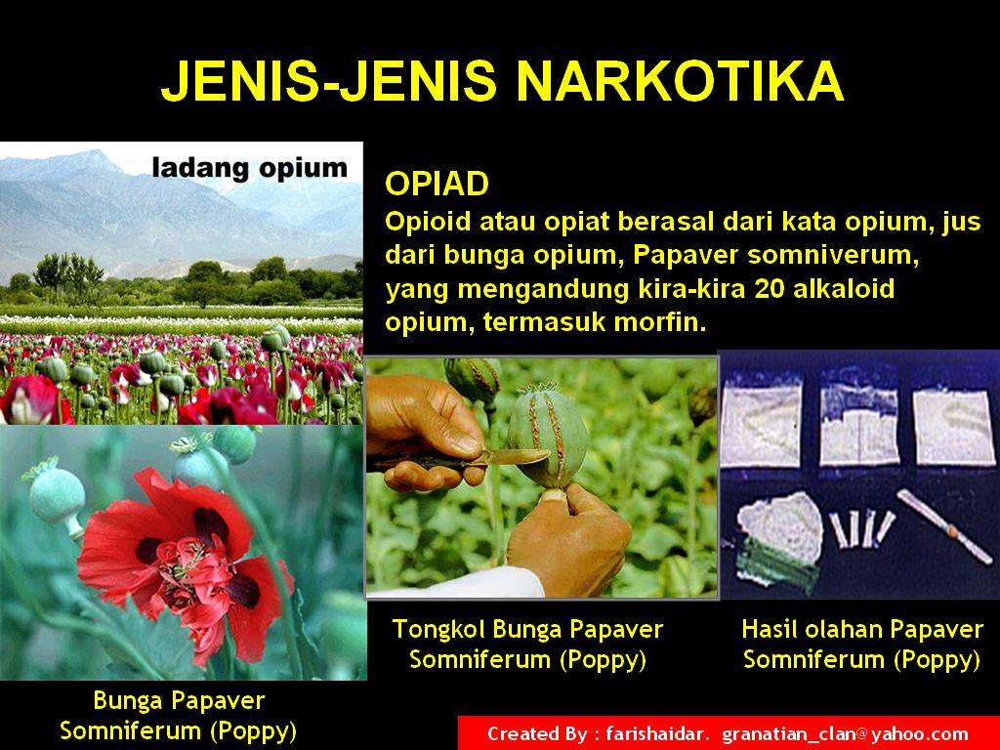 JENIS-JENIS NARKOTIKA
ladang opium
OPIAD
Opioid atau opiat berasal dari kata opium, jus
dari bunga opium, Papaver somniverum,
yang mengandung kira-kira 20 alkaloid
opium, termasuk morfin.
Tongkol Bunga Papaver
Somniferum (Poppy)
Hasil olahan Papaver
Somniferum (Poppy)
Bunga Papaver
Somniferum (Poppy)
Created By : farishaidar. granatian_clan@yahoo.com